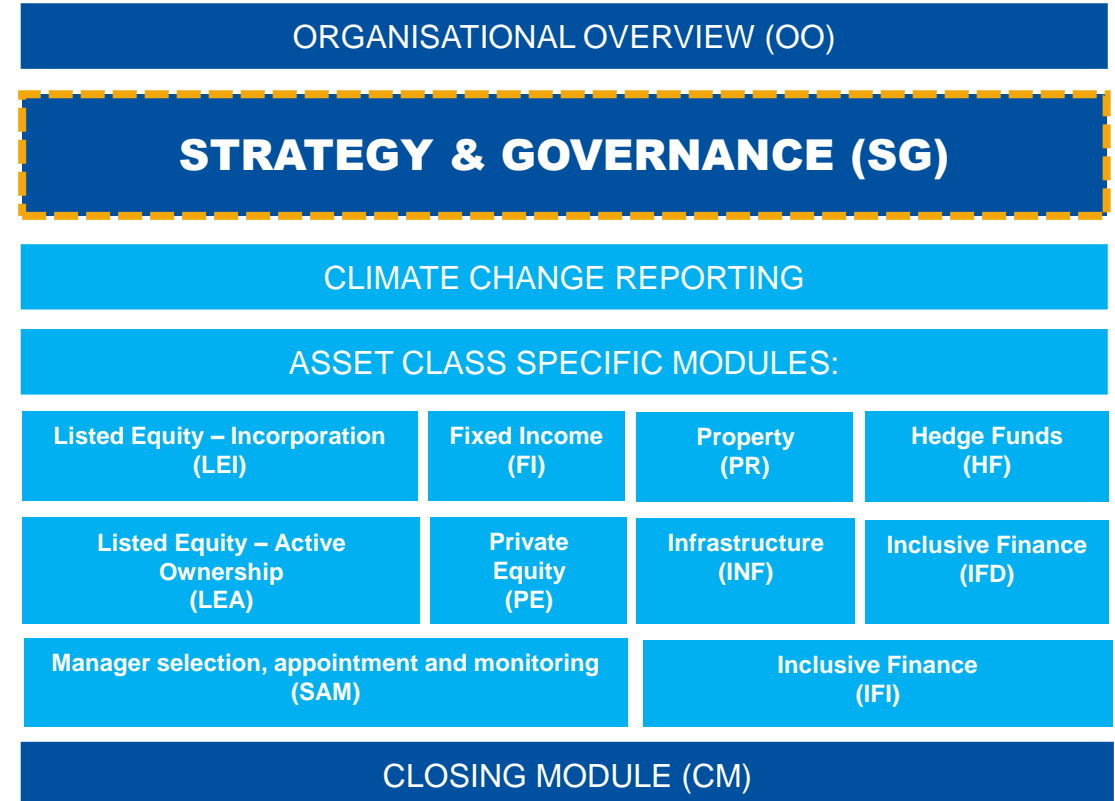 ORGANISATIONAL OVERVIEW (OO)
STRATEGY & GOVERNANCE (SG)
CLIMATE CHANGE REPORTING
ASSET CLASS SPECIFIC MODULES:
Listed Equity – Incorporation
(LEI)
Fixed Income
(FI)
Property
(PR)
Hedge Funds
(HF)
Listed Equity – Active
Ownership
(LEA)
Private
Equity
(PE)
Infrastructure
(INF)
Inclusive Finance
(IFD)
Manager selection, appointment and monitoring
(SAM)
Inclusive Finance
(IFI)
CLOSING MODULE (CM)